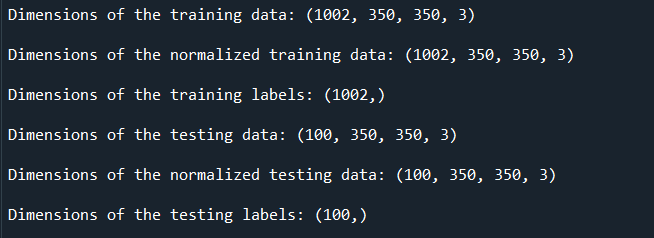 Dimensions of the training data: (1002, 350, 350, 3)
Dimensions of the normalized training data: (1002, 350, 350, 3)
Dimensions of the training labels: (1002,)
Dimensions of the testing data: (100, 350, 350, 3)
Dimensions of the normalized testing data: (100, 350, 350, 3)
Dimensions of the testing labels: (100,)